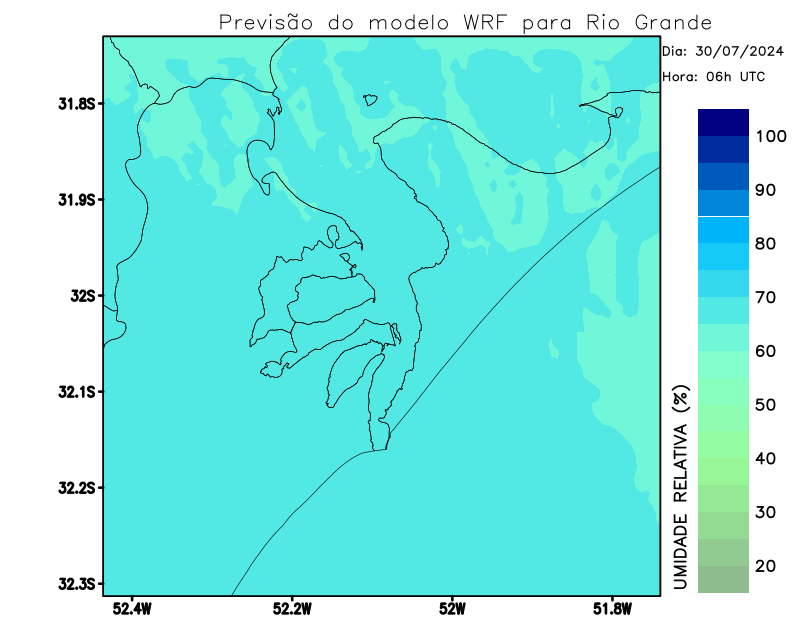 Previsão do modelo WRF para Rio Grande
Dia: 30/07/2024
Hora: 06h UTC
31.8S
31.9S
32S
32.1S
32.2S
32.3S
52.4W
52.2W
52W
51.8W
100
90
80
70
60
50
40
30
20
UMIDADE RELATIVA (%)